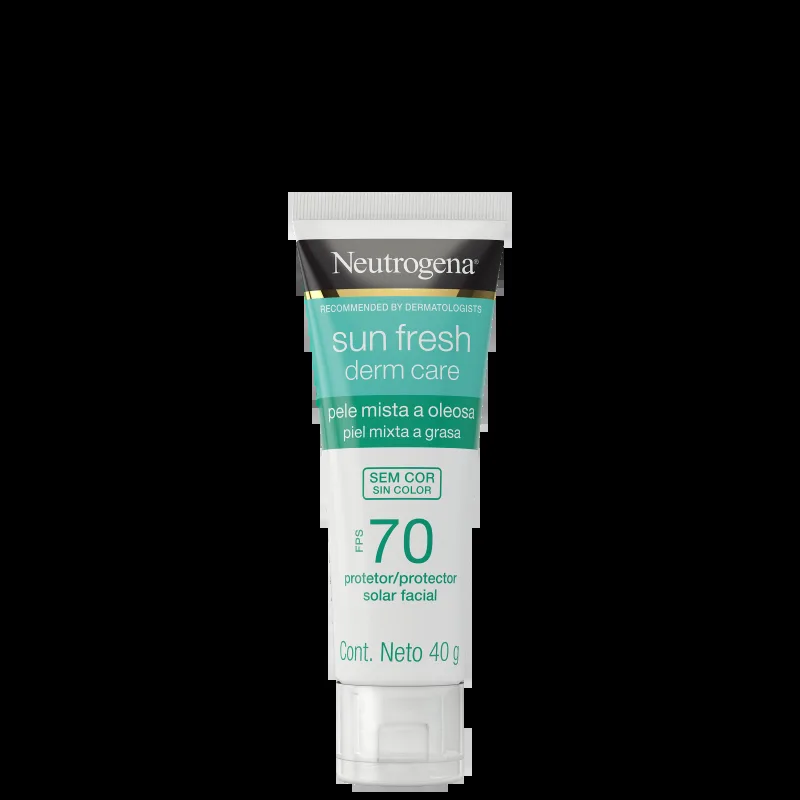 Neutrogena®
RECOMMENDED BY DERMATOLOGISTS
sun fresh
derm care
pele mista a oleosa
piel mixta a grasa
SEM COR
SIN COLOR
FPS 70
protetor/protector
solar facial
Cont. Neto 40 g